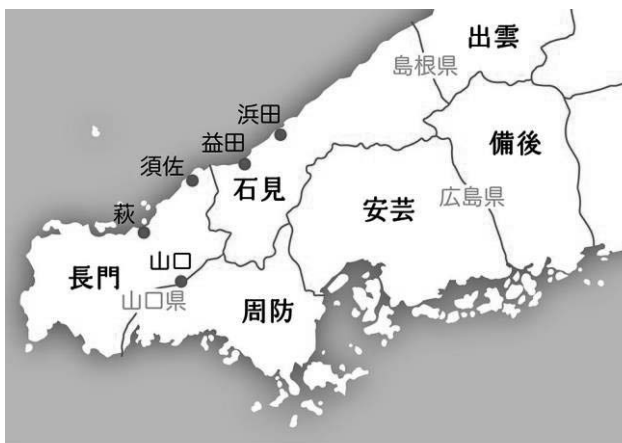 出雲
島根県
浜田
備後
益田
須佐
石見
安芸
広島県
萩
山口
長門
山口県
周防